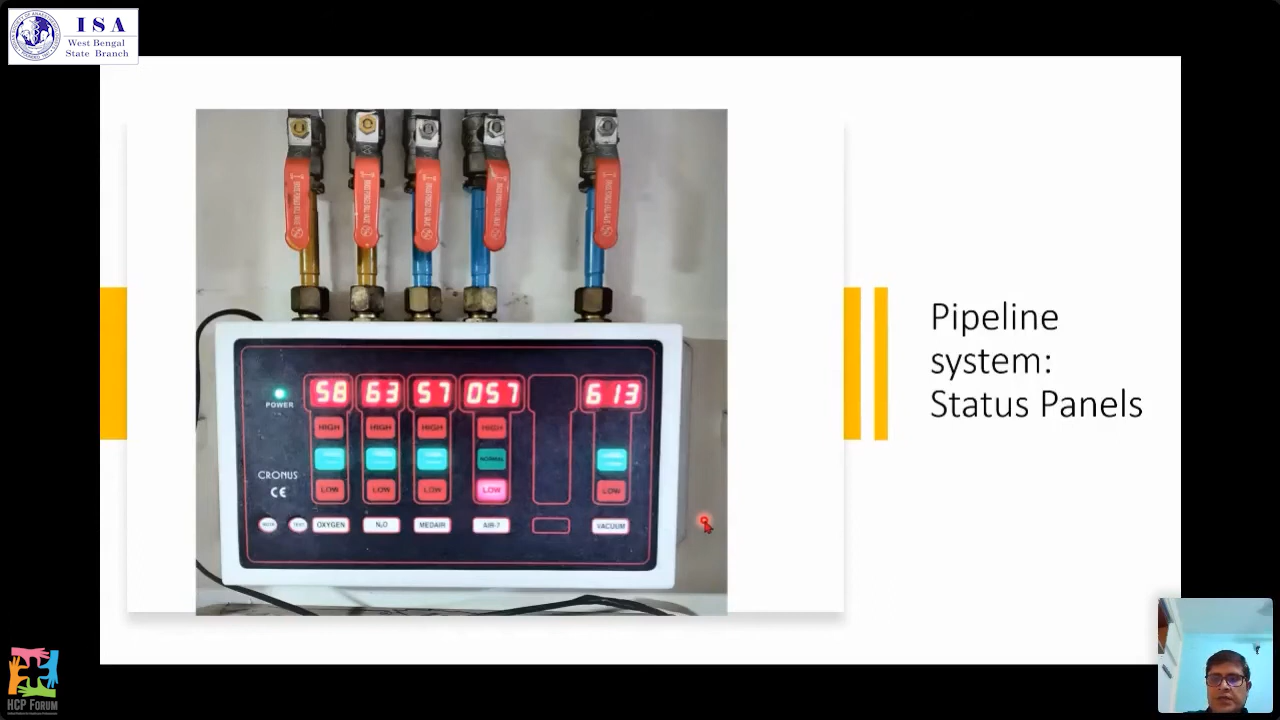 ISA
West Bengal
State Branch
Pipeline
system:
Status Panels
58 63 57 057 613
POWER
HIGH HIGH HIGH HIGH
CRONUS
NORMAL
CE
LOW LOW LOW LOW LOW
TEST OXYGEN N₂O MEDAIR AIR-7 VACUUM
HCP FORUM